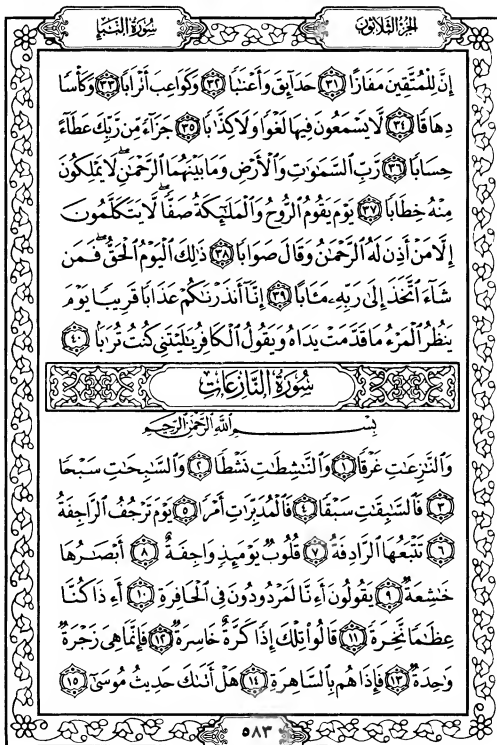 الجزء الثلاثون
سورة النبإ
إِنَّ لِلْمُتَّقِينَ مَفَازًا ٣١ حَدَآئِقَ وَأَعْنَٰبًا ٣٢ وَكَوَاعِبَ أَتْرَابًا ٣٣ وَكَأْسًا
دِهَاقًا ٣٤ لَّا يَسْمَعُونَ فِيهَا لَغْوًا وَلَا كِذَّٰبًا ٣٥ جَزَآءً مِّن رَّبِّكَ عَطَآءً
حِسَابًا ٣٦ رَّبِّ ٱلسَّمَٰوَٰتِ وَٱلْأَرْضِ وَمَا بَيْنَهُمَا ٱلرَّحْمَٰنِ ۖ لَا يَمْلِكُونَ
مِنْهُ خِطَابًا ٣٧ يَوْمَ يَقُومُ ٱلرُّوحُ وَٱلْمَلَٰٓئِكَةُ صَفًّا ۖ لَّا يَتَكَلَّمُونَ
إِلَّا مَنْ أَذِنَ لَهُ ٱلرَّحْمَٰنُ وَقَالَ صَوَابًا ٣٨ ذَٰلِكَ ٱلْيَوْمُ ٱلْحَقُّ ۖ فَمَن
شَآءَ ٱتَّخَذَ إِلَىٰ رَبِّهِۦ مَـَٔابًا ٣٩ إِنَّآ أَنذَرْنَٰكُمْ عَذَابًا قَرِيبًا يَوْمَ
يَنظُرُ ٱلْمَرْءُ مَا قَدَّمَتْ يَدَاهُ وَيَقُولُ ٱلْكَافِرُ يَٰلَيْتَنِى كُنتُ تُرَٰبًۢا ٤٠
سورة النازعات
بِسْمِ ٱللَّهِ ٱلرَّحْمَٰنِ ٱلرَّحِيمِ
وَٱلنَّٰزِعَٰتِ غَرْقًا ١ وَٱلنَّٰشِطَٰتِ نَشْطًا ٢ وَٱلسَّٰبِحَٰتِ سَبْحًا
٣ فَٱلسَّٰبِقَٰتِ سَبْقًا ٤ فَٱلْمُدَبِّرَٰتِ أَمْرًا ٥ يَوْمَ تَرْجُفُ ٱلرَّاجِفَةُ
٦ تَتْبَعُهَا ٱلرَّادِفَةُ ٧ قُلُوبٌ يَوْمَئِذٍ وَاجِفَةٌ ٨ أَبْصَٰرُهَا
خَٰشِعَةٌ ٩ يَقُولُونَ أَءِنَّا لَمَرْدُودُونَ فِى ٱلْحَافِرَةِ ١٠ أَءِذَا كُنَّا
عِظَٰمًا نَّخِرَةً ١١ قَالُوا۟ تِلْكَ إِذًا كَرَّةٌ خَاسِرَةٌ ١٢ فَإِنَّمَا هِىَ زَجْرَةٌ
وَٰحِدَةٌ ١٣ فَإِذَا هُم بِٱلسَّاهِرَةِ ١٤ هَلْ أَتَىٰكَ حَدِيثُ مُوسَىٰٓ ١٥
٥٨٣